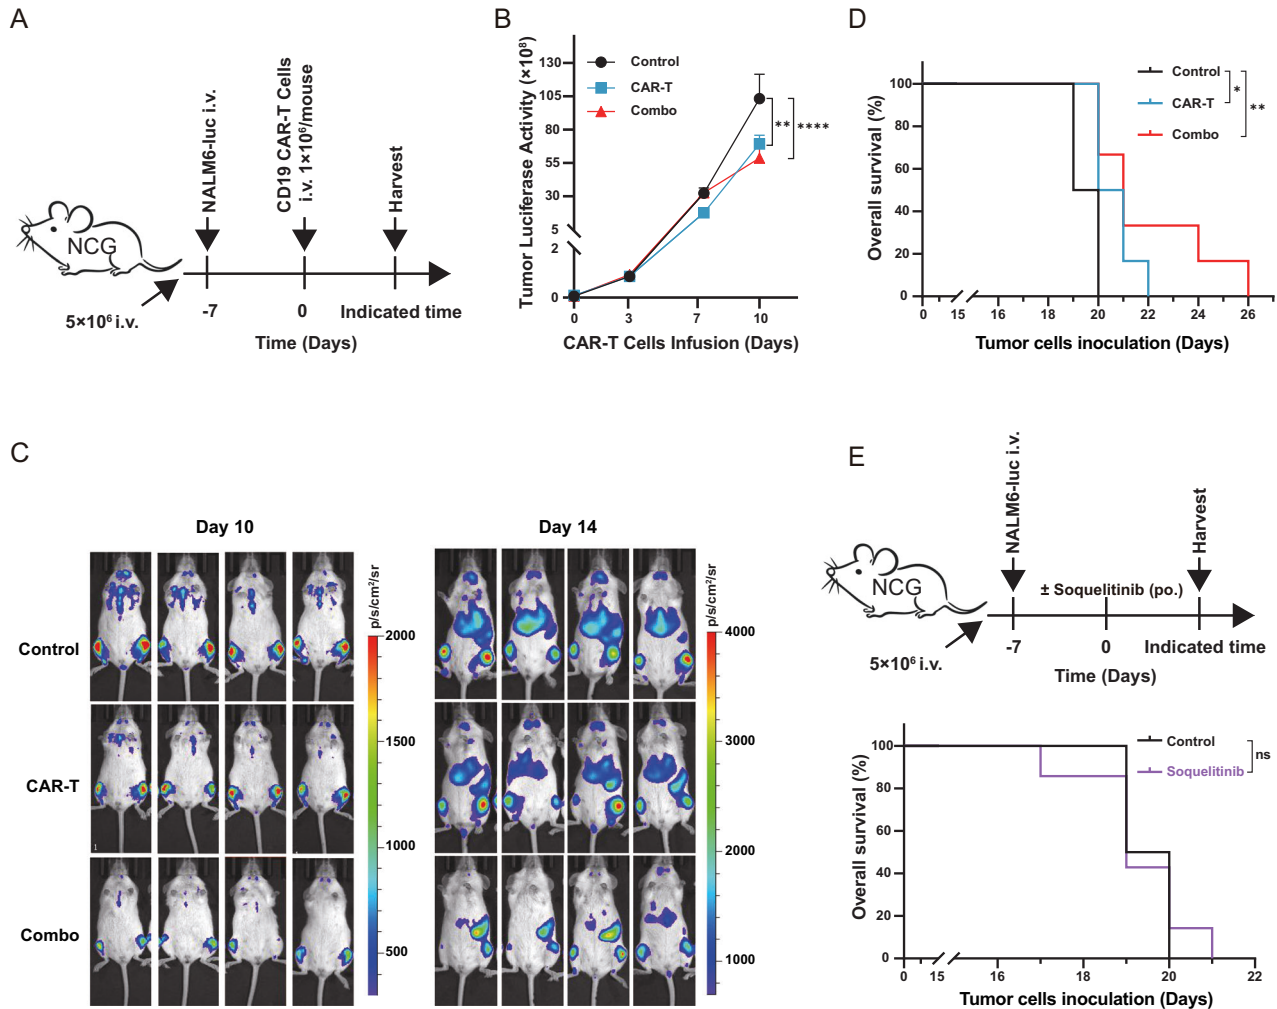 A
NALM6-luc i.v.
CD19 CAR-T Cells
i.v. 1×10⁶/mouse
Harvest
NCG
5×10⁶ i.v.
-7
0
Indicated time
Time (Days)
B
Tumor Luciferase Activity (×10⁸)
130
105
80
55
30
5
2
0
Control
CAR-T
Combo
**
****
0
3
7
10
CAR-T Cells Infusion (Days)
D
Overall survival (%)
100
80
60
40
20
0
Control
CAR-T
Combo
*
**
0
15
16
18
20
22
24
26
Tumor cells inoculation (Days)
C
Day 10
Day 14
Control
CAR-T
Combo
p/s/cm²/sr
2000
1500
1000
500
p/s/cm²/sr
4000
3000
2000
1000
E
NALM6-luc i.v.
Harvest
NCG
± Soquelitinib (po.)
5×10⁶ i.v.
-7
0
Indicated time
Time (Days)
Overall survival (%)
100
80
60
40
20
0
Control
Soquelitinib
ns
0
15
16
18
20
22
Tumor cells inoculation (Days)